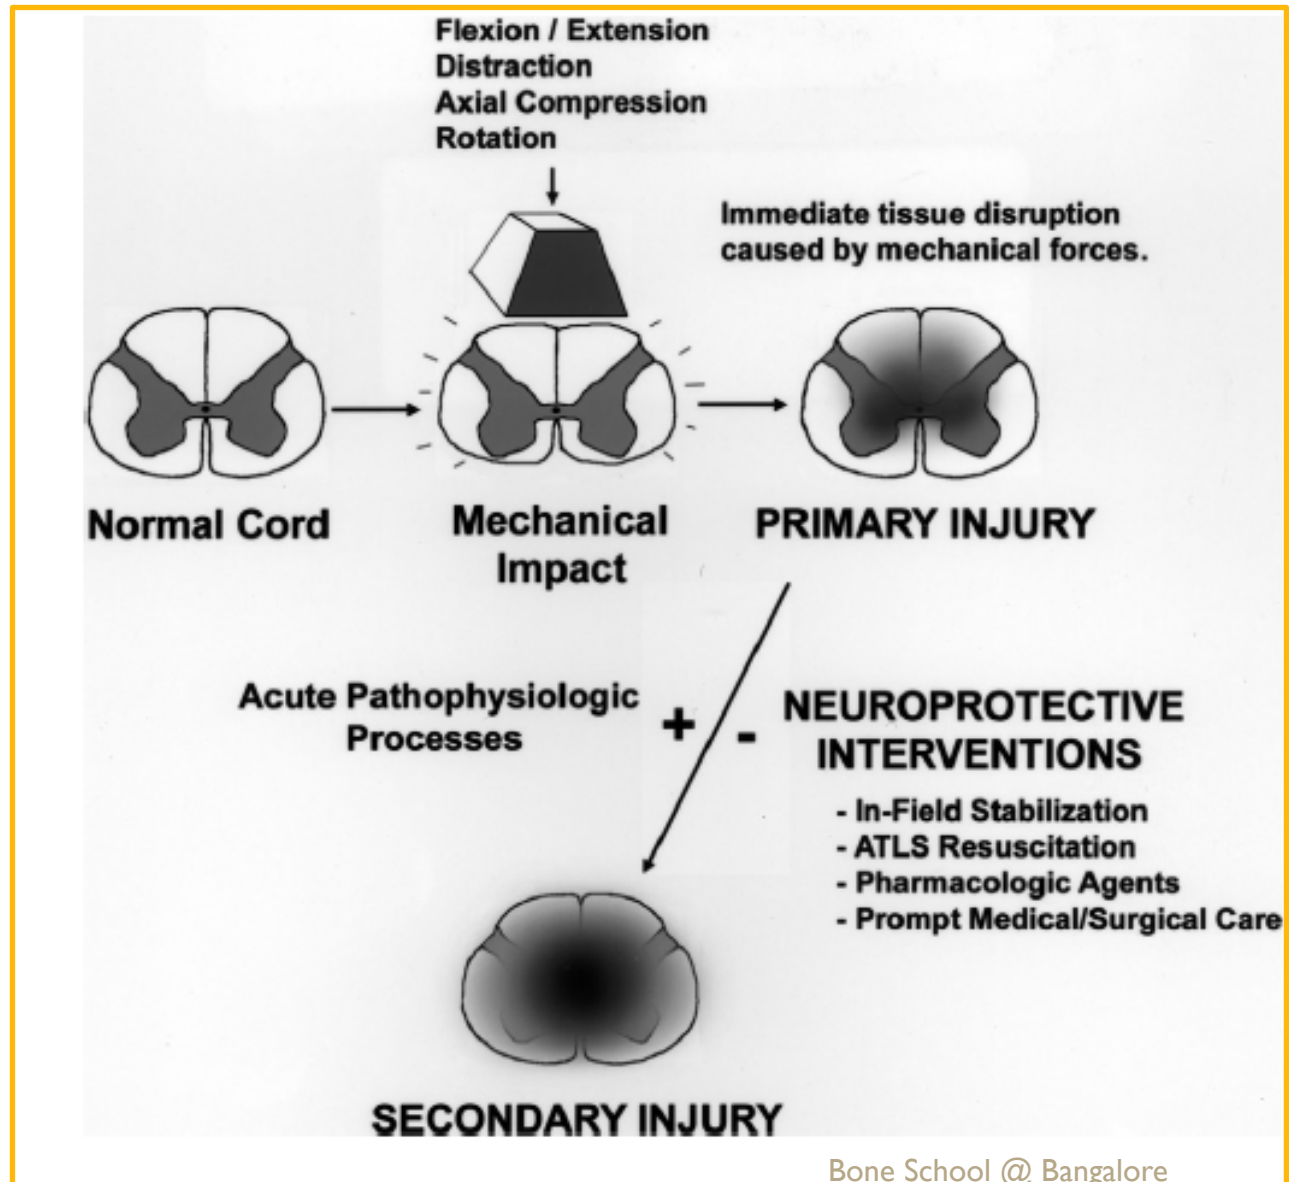 Flexion / Extension
Distraction
Axial Compression
Rotation
Immediate tissue disruption
caused by mechanical forces.
Normal Cord
Mechanical
Impact
PRIMARY INJURY
Acute Pathophysiologic
Processes
+
-
NEUROPROTECTIVE
INTERVENTIONS
- In-Field Stabilization
- ATLS Resuscitation
- Pharmacologic Agents
- Prompt Medical/Surgical Care
SECONDARY INJURY
Bone School @ Bangalore